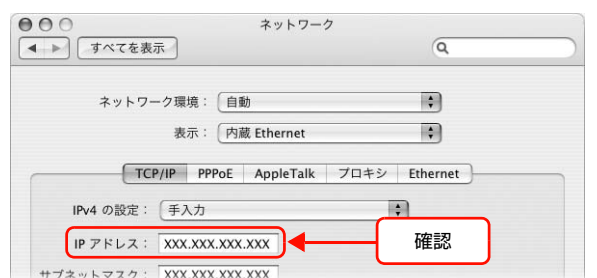 ネットワーク
すべてを表示
ネットワーク環境： 自動
表示： 内蔵 Ethernet
TCP/IP PPPoE AppleTalk プロキシ Ethernet
IPv4 の設定： 手入力
IP アドレス： XXX.XXX.XXX.XXX 確認
サブネットマスク： XXX.XXX.XXX.XXX